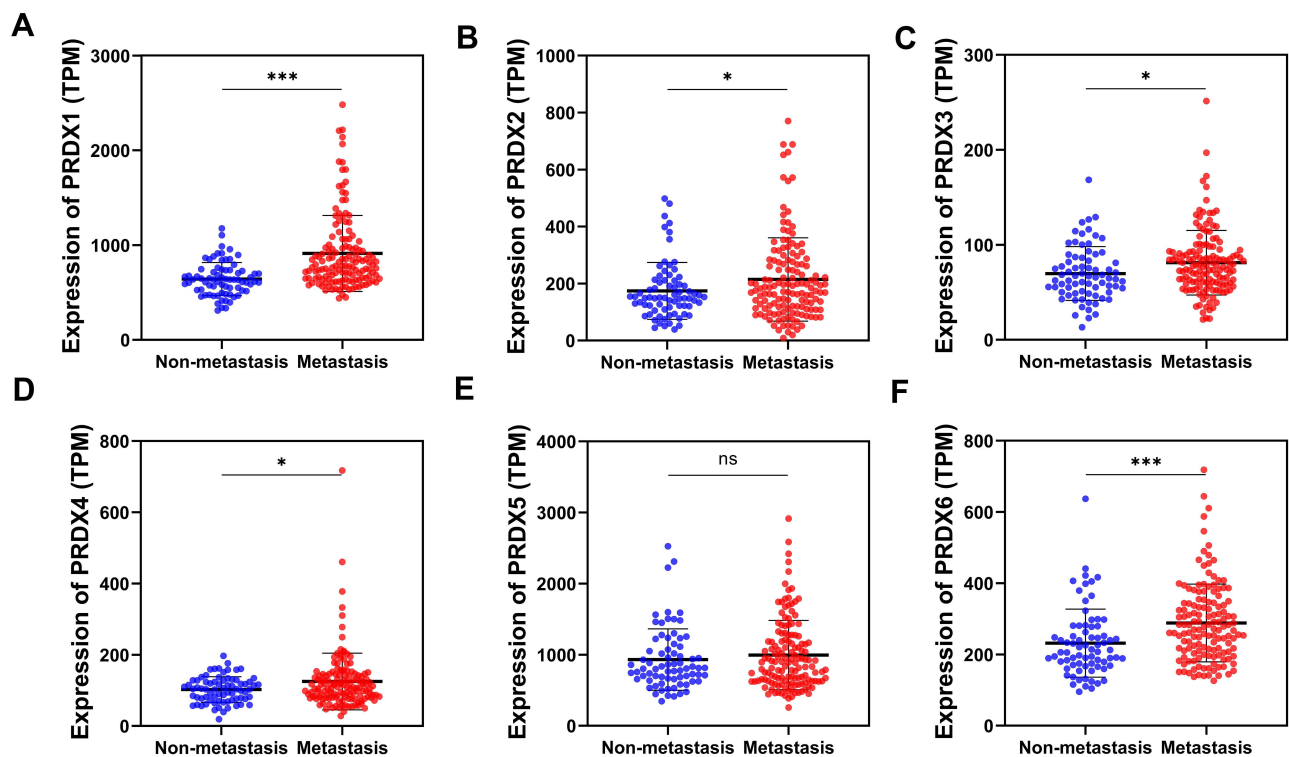 A
Expression of PRDX1 (TPM)
3000
2000
1000
0
***
Non-metastasis Metastasis
B
Expression of PRDX2 (TPM)
1000
800
600
400
200
0
*
Non-metastasis Metastasis
C
Expression of PRDX3 (TPM)
300
200
100
0
*
Non-metastasis Metastasis
D
Expression of PRDX4 (TPM)
800
600
400
200
0
*
Non-metastasis Metastasis
E
Expression of PRDX5 (TPM)
4000
3000
2000
1000
0
ns
Non-metastasis Metastasis
F
Expression of PRDX6 (TPM)
800
600
400
200
0
***
Non-metastasis Metastasis